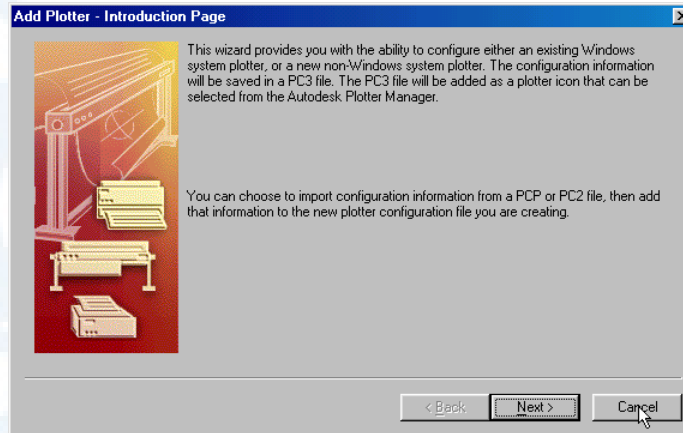 Add Plotter - Introduction Page
This wizard provides you with the ability to configure either an existing Windows
system plotter, or a new non-Windows system plotter. The configuration information
will be saved in a PC3 file. The PC3 file will be added as a plotter icon that can be
selected from the Autodesk Plotter Manager.
You can choose to import configuration information from a PCP or PC2 file, then add
that information to the new plotter configuration file you are creating.
< Back
Next >
Cancel